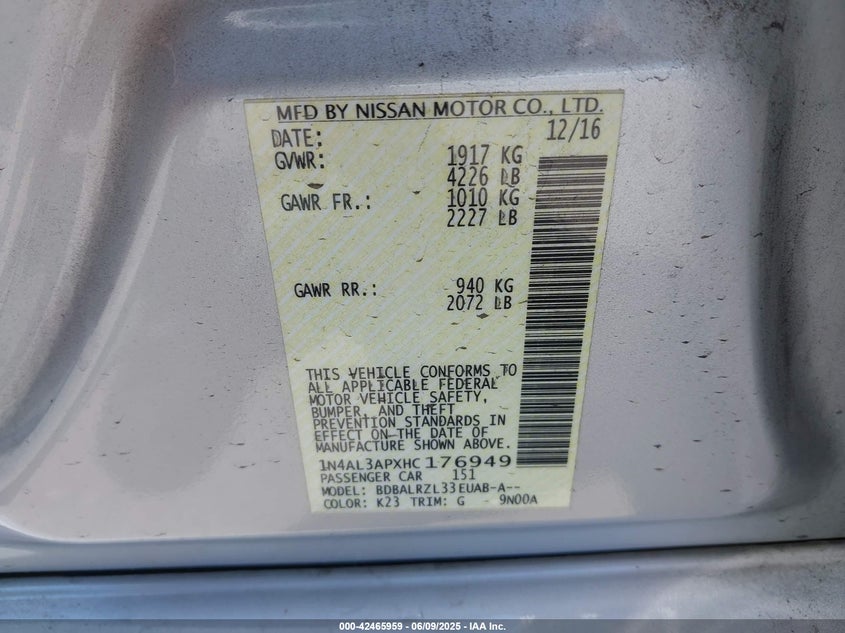 MFD BY NISSAN MOTOR CO., LTD.
DATE: 12/16
GVWR: 1917 KG
4226 LB
GAWR FR.: 1010 KG
2227 LB
GAWR RR.: 940 KG
2072 LB
THIS VEHICLE CONFORMS TO
ALL APPLICABLE FEDERAL
MOTOR VEHICLE SAFETY,
BUMPER, AND THEFT
PREVENTION STANDARDS IN
EFFECT ON THE DATE OF
MANUFACTURE SHOWN ABOVE.
1N4AL3APXHC176949
PASSENGER CAR 151
MODEL: BDBALRZL33EUAB-A--
COLOR: K23 TRIM: G - 9N00A
000-42465959 / 06/09/2025 - IAA Inc.